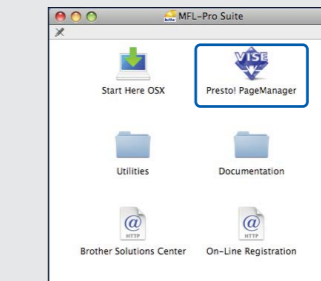 MFL-Pro Suite
VISE
Start Here OSX
Presto! PageManager
Utilities
Documentation
@
HTTP
@
HTTP
Brother Solutions Center
On-Line Registration